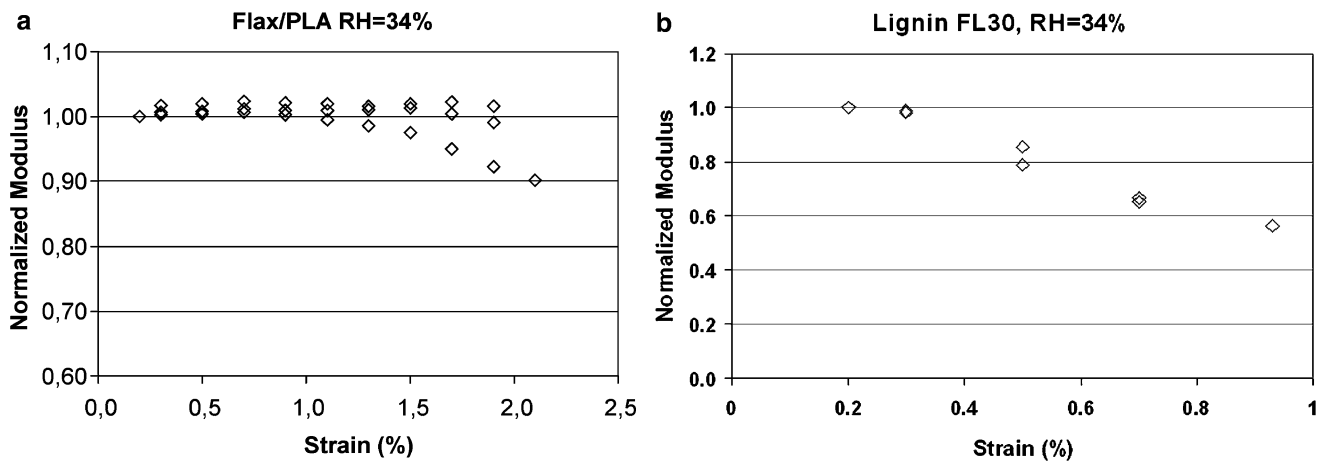 a
Flax/PLA RH=34%
Normalized Modulus
1,10
1,00
0,90
0,80
0,70
0,60
0,0 0,5 1,0 1,5 2,0 2,5
Strain (%)
b
Lignin FL30, RH=34%
Normalized Modulus
1.2
1.0
0.8
0.6
0.4
0.2
0.0
0 0.2 0.4 0.6 0.8 1
Strain (%)